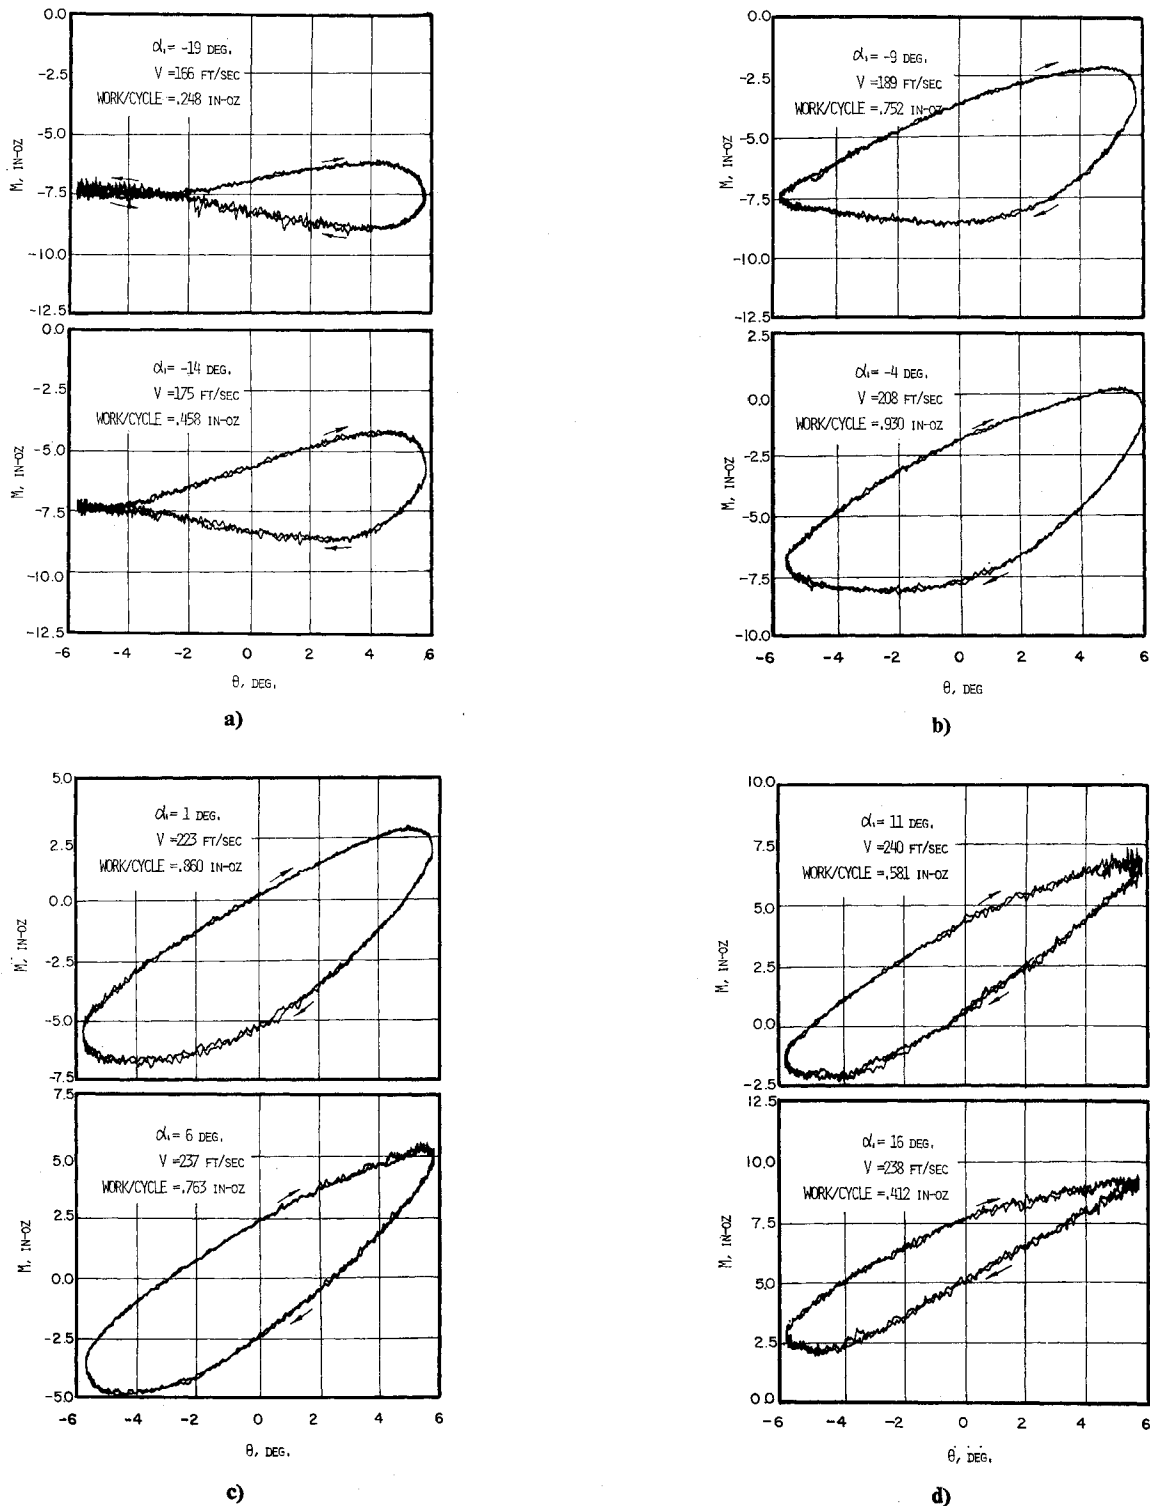 0.0
αᵢ= -19 DEG.
-2.5
V =166 FT/SEC
WORK/CYCLE =.248 IN-OZ
-5.0
M, IN-OZ
-7.5
-10.0
-12.5
0.0
αᵢ= -14 DEG.
-2.5
V =175 FT/SEC
WORK/CYCLE =.458 IN-OZ
-5.0
M, IN-OZ
-7.5
-10.0
-12.5
-6 -4 -2 0 2 4 6
θ, DEG.
a)
0.0
αᵢ= -9 DEG.
-2.5
V =189 FT/SEC
WORK/CYCLE =.752 IN-OZ
-5.0
M, IN-OZ
-7.5
-10.0
-12.5
2.5
αᵢ= -4 DEG.
0.0
V =208 FT/SEC
WORK/CYCLE =.930 IN-OZ
-2.5
M, IN-OZ
-5.0
-7.5
-10.0
-6 -4 -2 0 2 4 6
θ, DEG
b)
5.0
αᵢ= 1 DEG.
2.5
V =223 FT/SEC
WORK/CYCLE =.860 IN-OZ
0.0
M, IN-OZ
-2.5
-5.0
-7.5
7.5
αᵢ= 6 DEG.
5.0
V =237 FT/SEC
WORK/CYCLE =.763 IN-OZ
2.5
M, IN-OZ
0.0
-2.5
-5.0
-6 -4 -2 0 2 4 6
θ, DEG.
c)
10.0
αᵢ= 11 DEG.
7.5
V =240 FT/SEC
WORK/CYCLE =.581 IN-OZ
5.0
M, IN-OZ
2.5
0.0
-2.5
12.5
αᵢ= 16 DEG.
10.0
V =238 FT/SEC
WORK/CYCLE =.412 IN-OZ
7.5
M, IN-OZ
5.0
2.5
0.0
-6 -4 -2 0 2 4 6
θ, DEG.
d)